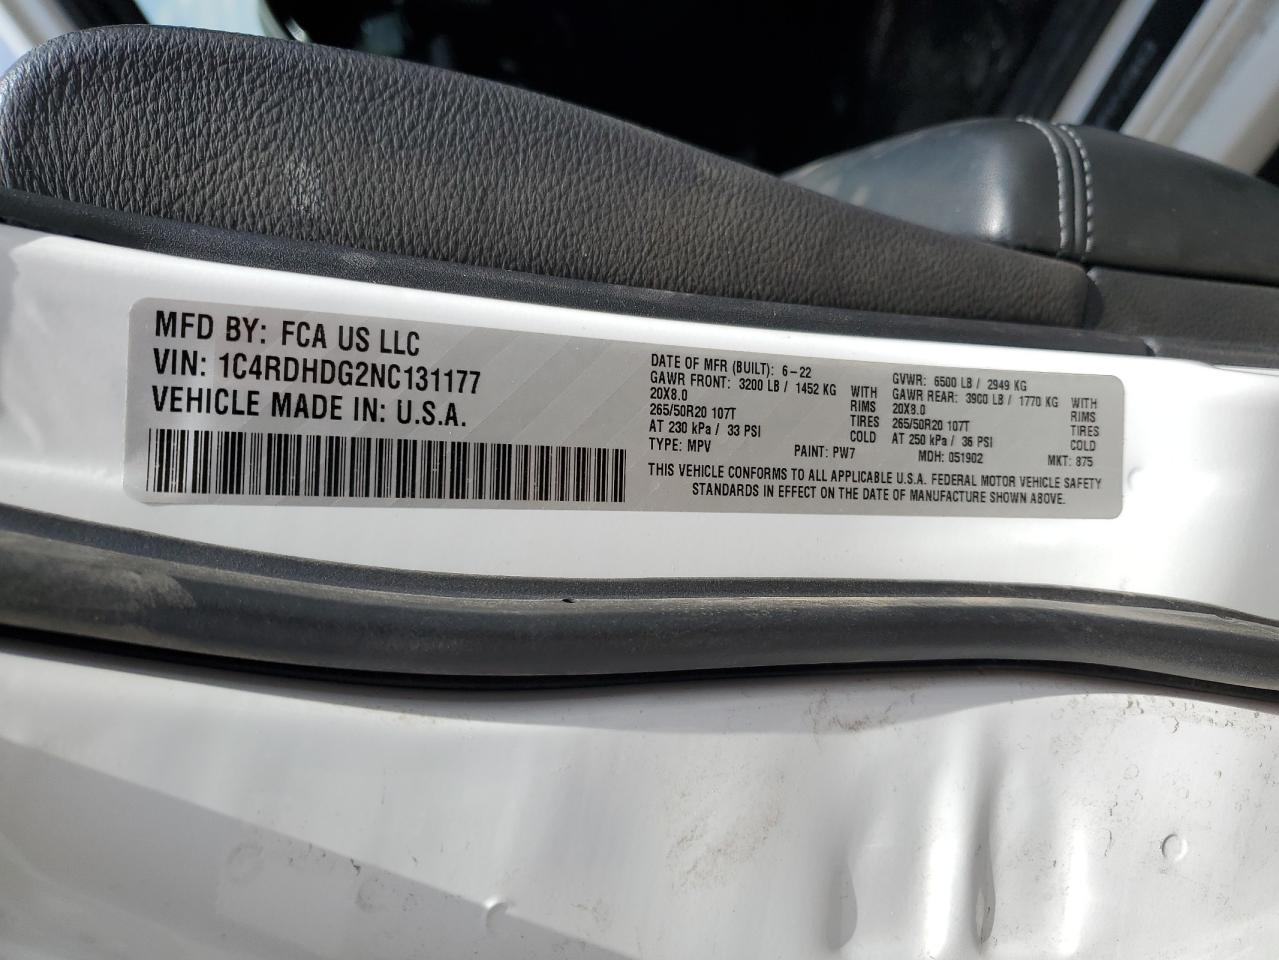 MFD BY: FCA US LLC
VIN: 1C4RDHDG2NC131177
VEHICLE MADE IN: U.S.A.
DATE OF MFR (BUILT): 6-22
GAWR FRONT: 3200 LB / 1452 KG WITH
20X8.0 RIMS
265/50R20 107T TIRES
AT 230 kPa / 33 PSI COLD
TYPE: MPV PAINT: PW7
GVWR: 6500 LB / 2949 KG
GAWR REAR: 3900 LB / 1770 KG WITH
20X8.0 RIMS
265/50R20 107T TIRES
AT 250 kPa / 36 PSI COLD
MDH: 051902 MKT: 875
THIS VEHICLE CONFORMS TO ALL APPLICABLE U.S.A. FEDERAL MOTOR VEHICLE SAFETY
STANDARDS IN EFFECT ON THE DATE OF MANUFACTURE SHOWN ABOVE.